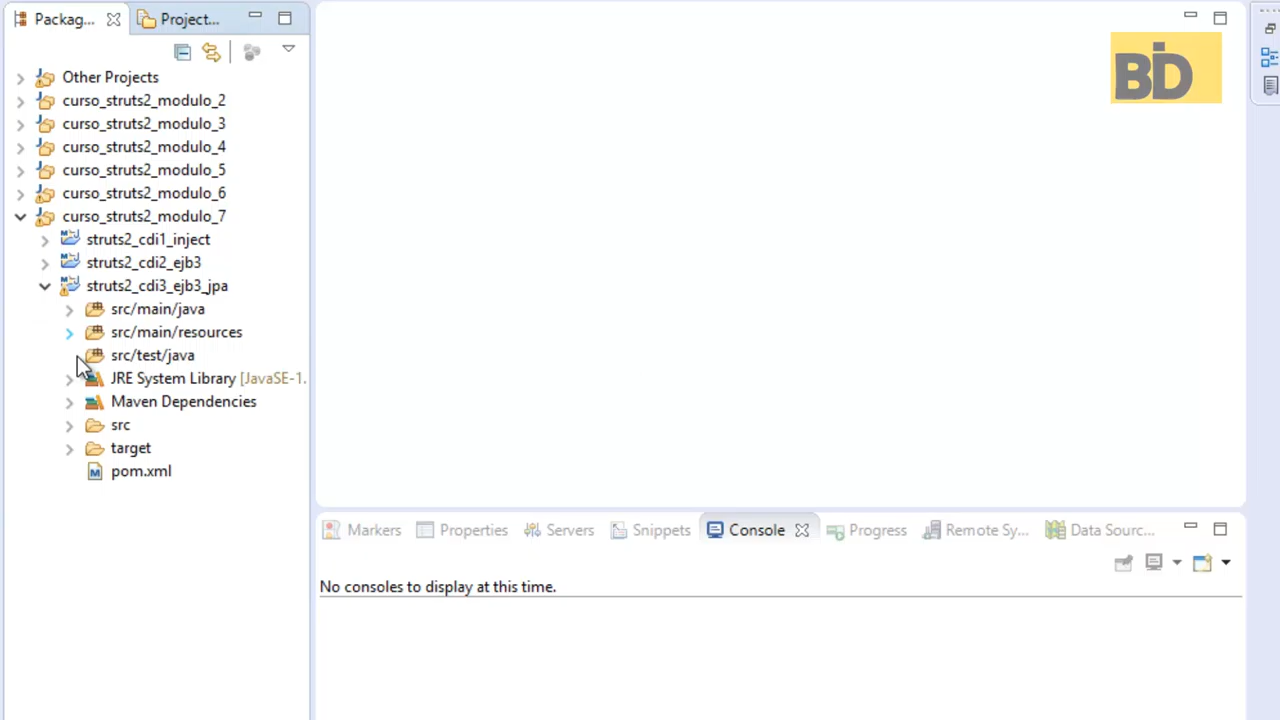 Packag...
Project...
Other Projects
curso_struts2_modulo_2
curso_struts2_modulo_3
curso_struts2_modulo_4
curso_struts2_modulo_5
curso_struts2_modulo_6
curso_struts2_modulo_7
struts2_cdi1_inject
struts2_cdi2_ejb3
struts2_cdi3_ejb3_jpa
src/main/java
src/main/resources
src/test/java
JRE System Library [JavaSE-1.
Maven Dependencies
src
target
pom.xml
BID
Markers Properties Servers Snippets Console Progress Remote Sy... Data Sourc...
No consoles to display at this time.